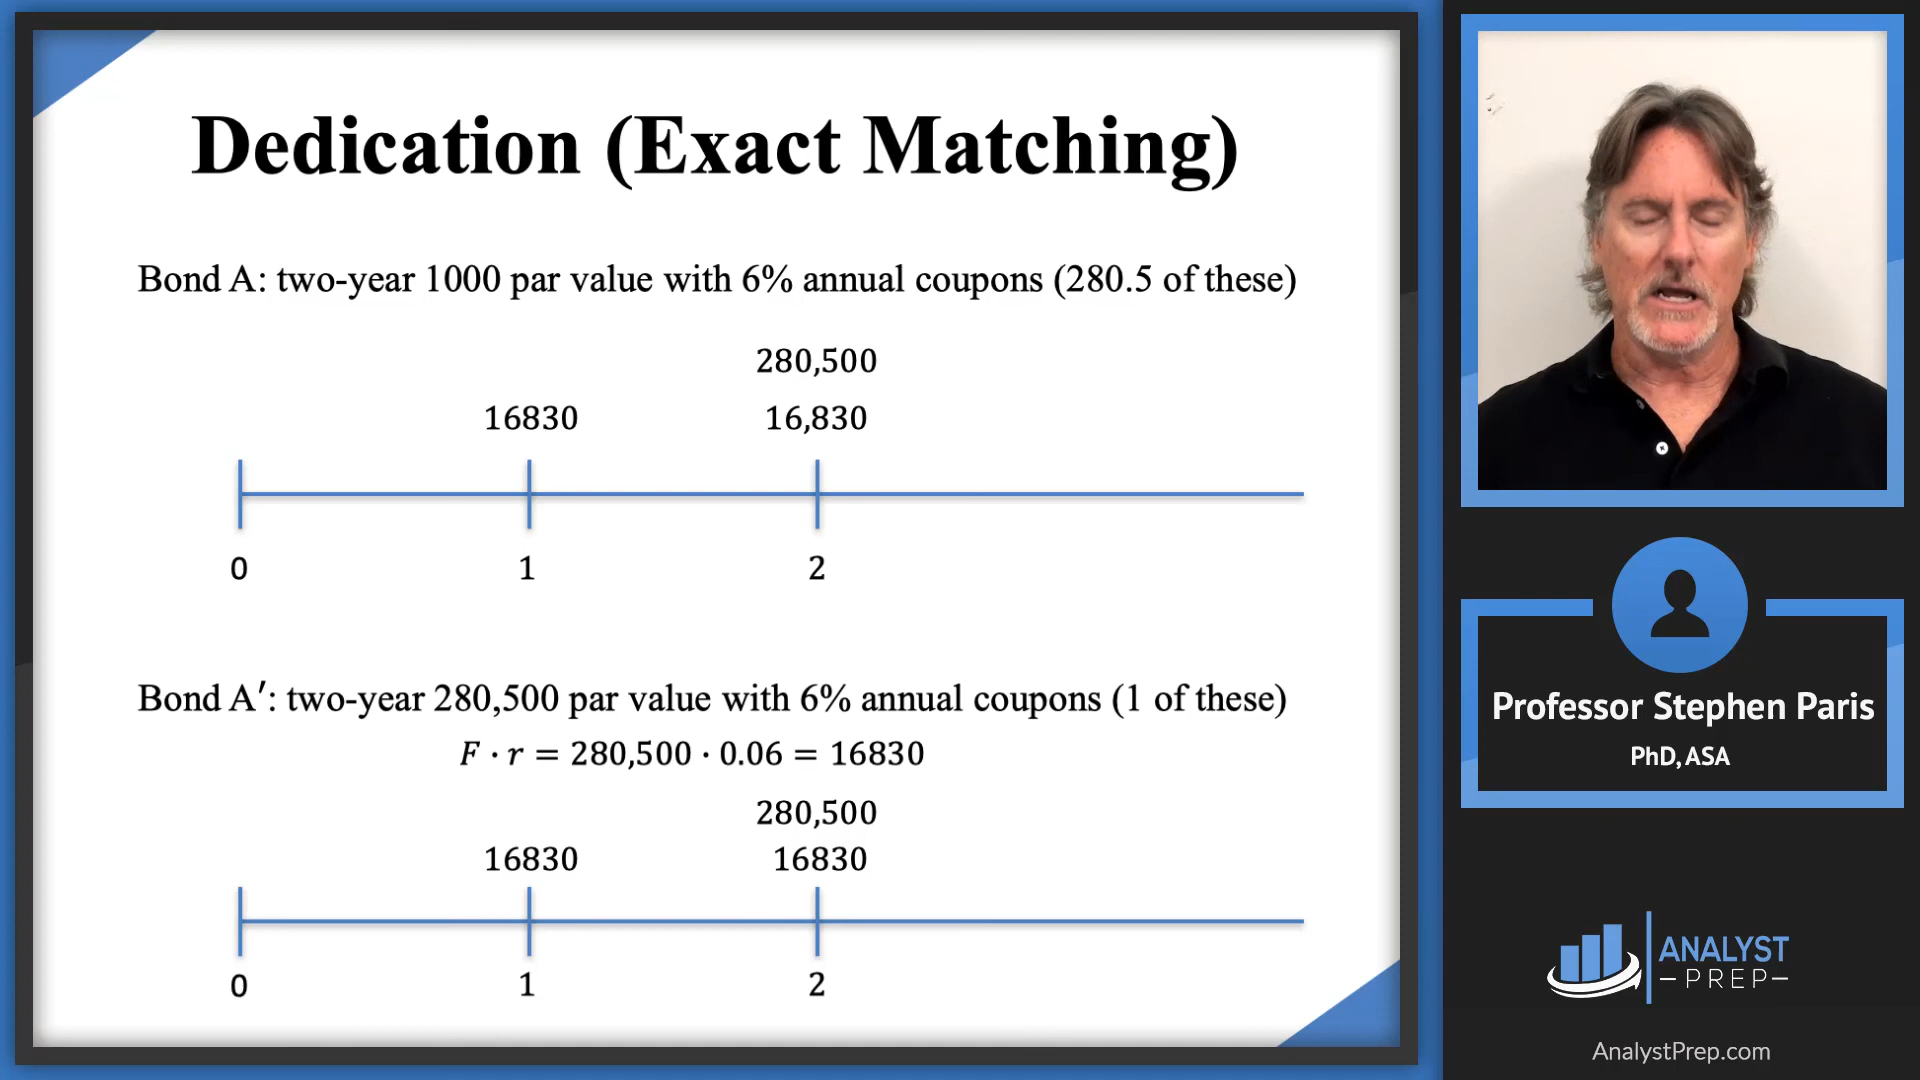 Dedication (Exact Matching)
Bond A: two-year 1000 par value with 6% annual coupons (280.5 of these)
280,500
16830 16,830
0 1 2
Bond A′: two-year 280,500 par value with 6% annual coupons (1 of these)
F · r = 280,500 · 0.06 = 16830
280,500
16830 16830
0 1 2
Professor Stephen Paris
PhD, ASA
ANALYST
PREP
AnalystPrep.com